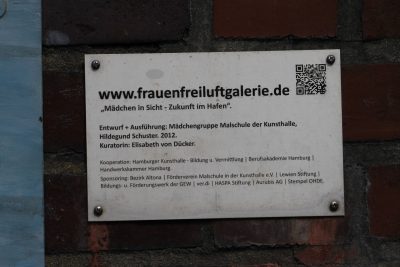 www.frauenfreiluftgalerie.de
„Mädchen in Sicht - Zukunft im Hafen“.
Entwurf + Ausführung: Mädchengruppe Malschule der Kunsthalle,
Hildegund Schuster. 2012.
Kuratorin: Elisabeth von Dücker.
Kooperation: Hamburger Kunsthalle - Bildung u. Vermittlung | Berufsakademie Hamburg |
Handwerkskammer Hamburg.
Sponsoring: Bezirk Altona | Förderverein Malschule in der Kunsthalle e.V. | Lewien Stiftung |
Bildungs- u. Förderungswerk der GEW | ver.di | HASPA Stiftung | Aurubis AG | Stempel OHDE.